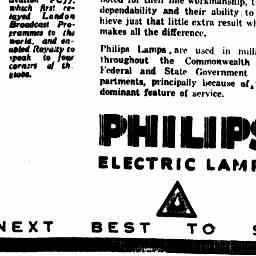 which first re-
layed London
Broadcast Pro-
grammes to the
world, and en-
abled Royalty to
speak to four
corners of th
globe.
noted for their fine workmanship, t
dependability and their ability to
hieve just that little extra result wh
makes all the difference.
Philips Lamps are used in milli
throughout the Commonwealth
Federal and State Government
partments, principally because of
dominant feature of service.
PHILIPS
ELECTRIC LAMP
NEXT BEST TO S